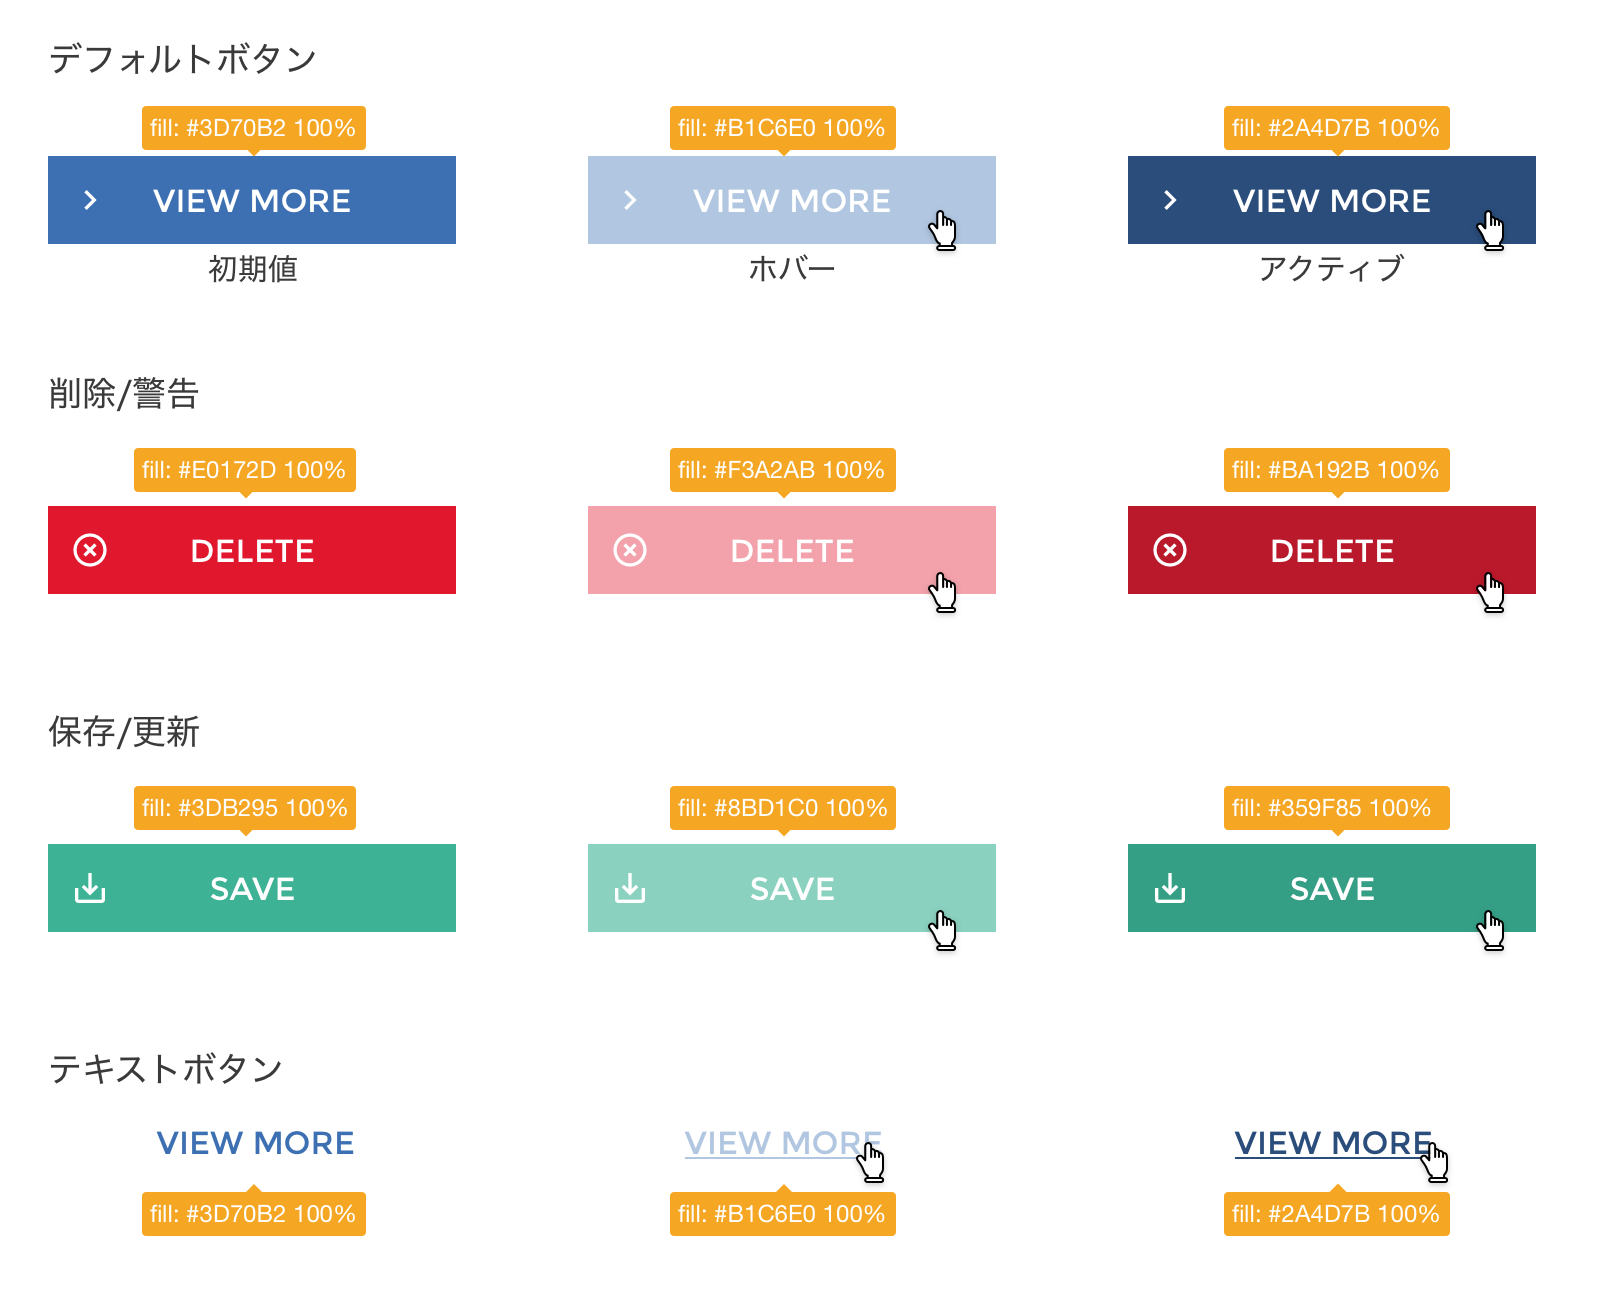 デフォルトボタン
fill: #3D70B2 100%
fill: #B1C6E0 100%
fill: #2A4D7B 100%
VIEW MORE
VIEW MORE
VIEW MORE
初期値
ホバー
アクティブ
削除/警告
fill: #E0172D 100%
fill: #F3A2AB 100%
fill: #BA192B 100%
DELETE
DELETE
DELETE
保存/更新
fill: #3DB295 100%
fill: #8BD1C0 100%
fill: #359F85 100%
SAVE
SAVE
SAVE
テキストボタン
VIEW MORE
VIEW MORE
VIEW MORE
fill: #3D70B2 100%
fill: #B1C6E0 100%
fill: #2A4D7B 100%